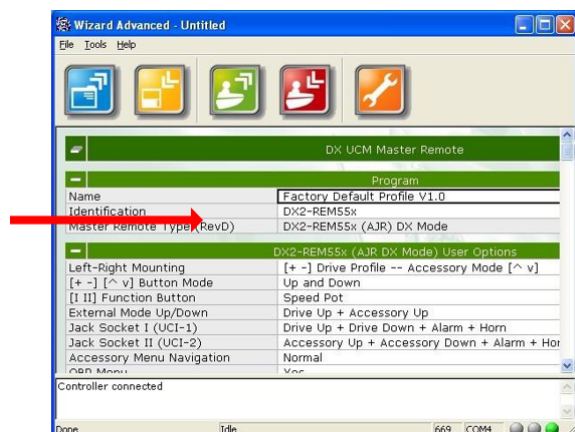 Wizard Advanced - Untitled
File Tools Help
DX UCM Master Remote
Program
Name Factory Default Profile V1.0
Identification DX2-REM55x
Master Remote Type (RevD) DX2-REM55x (AJR) DX Mode
DX2-REM55x (AJR DX Mode) User Options
Left-Right Mounting [+ -] Drive Profile -- Accessory Mode [^ v]
[+ -] [^ v] Button Mode Up and Down
[I II] Function Button Speed Pot
External Mode Up/Down Drive Up + Accessory Up
Jack Socket I (UCI-1) Drive Up + Drive Down + Alarm + Horn
Jack Socket II (UCI-2) Accessory Up + Accessory Down + Alarm + Hor
Accessory Menu Navigation Normal
OBP Menu Yes
Controller connected
Done Idle 669 COM4